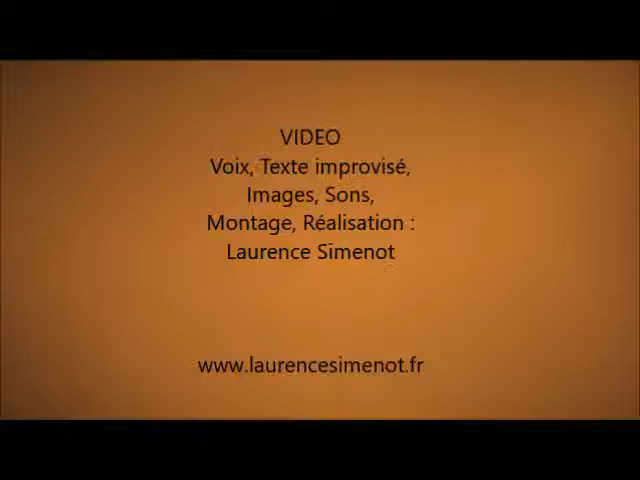 VIDEO
Voix, Texte improvisé,
Images, Sons,
Montage, Réalisation :
Laurence Simenot
www.laurencesimenot.fr